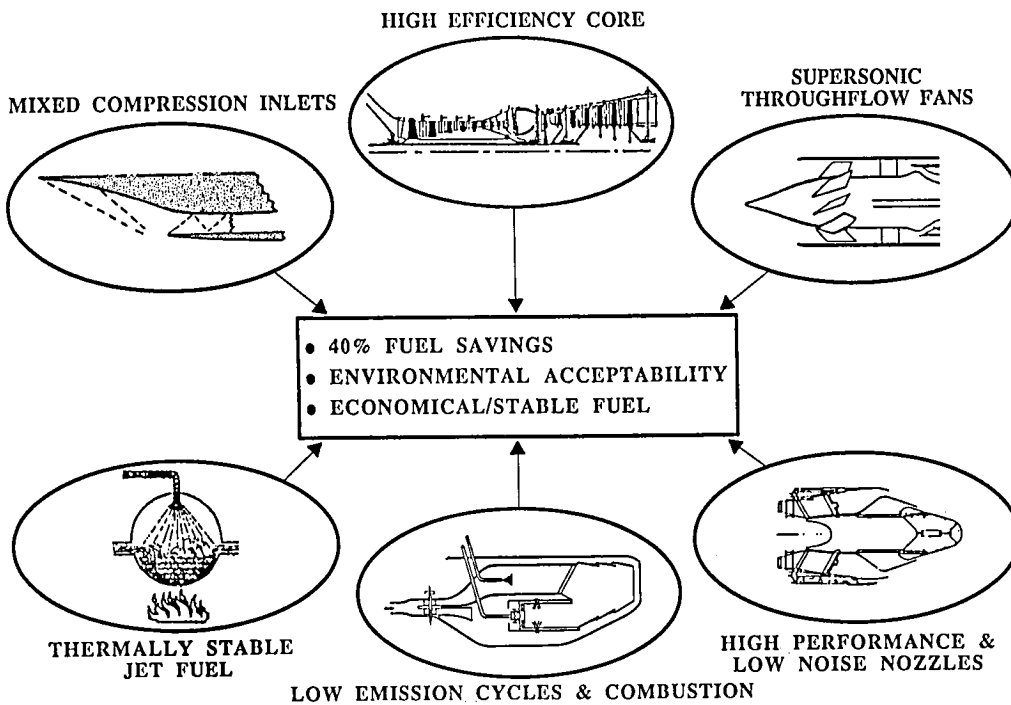 HIGH EFFICIENCY CORE
MIXED COMPRESSION INLETS
SUPERSONIC
THROUGHFLOW FANS
• 40% FUEL SAVINGS
• ENVIRONMENTAL ACCEPTABILITY
• ECONOMICAL/STABLE FUEL
THERMALLY STABLE
JET FUEL
LOW EMISSION CYCLES & COMBUSTION
HIGH PERFORMANCE &
LOW NOISE NOZZLES